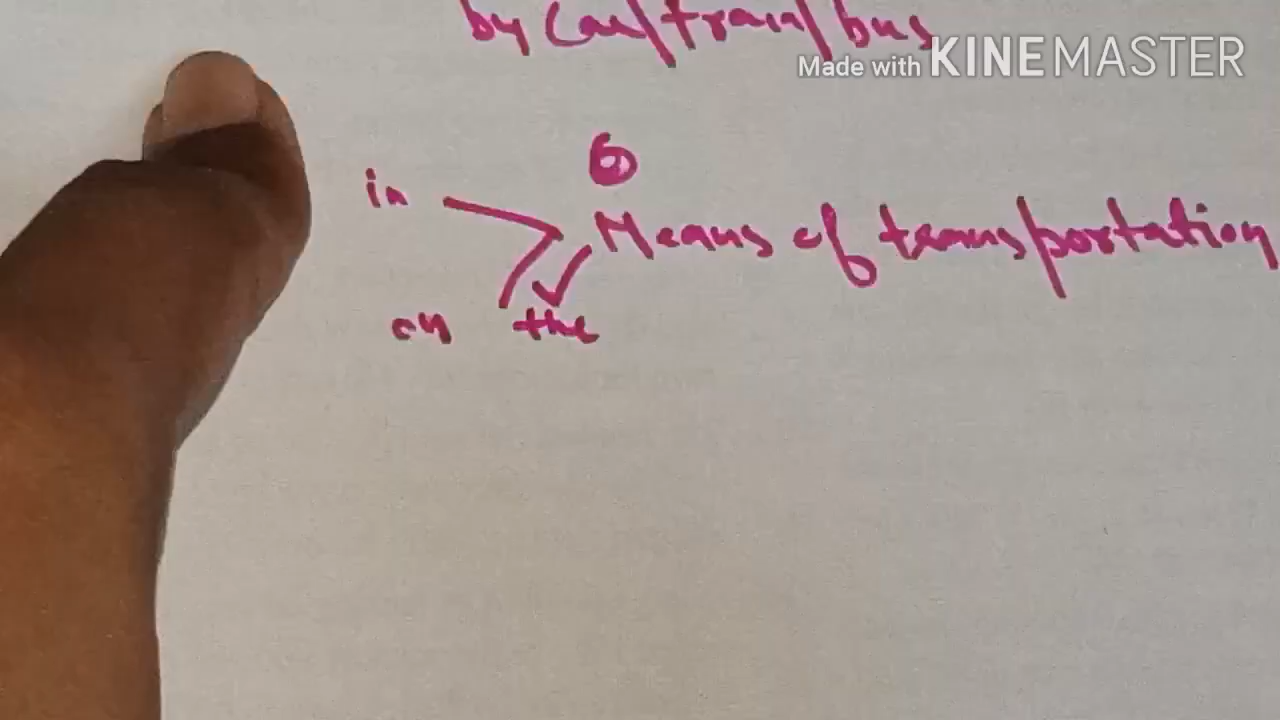 by car/train/bus
Made with KINEMASTER
6
in
Means of transportation
on the